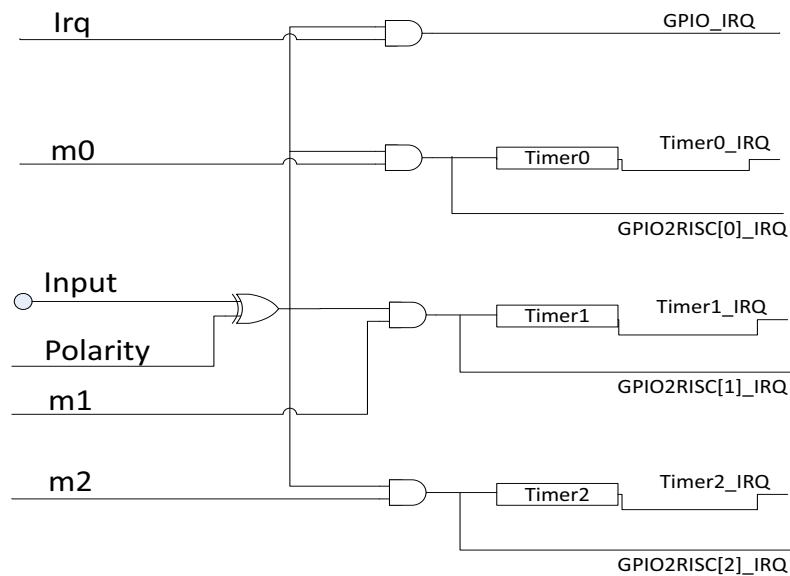 Irq
GPIO_IRQ
m0
Timer0
Timer0_IRQ
GPIO2RISC[0]_IRQ
Input
Timer1
Timer1_IRQ
Polarity
GPIO2RISC[1]_IRQ
m1
m2
Timer2
Timer2_IRQ
GPIO2RISC[2]_IRQ